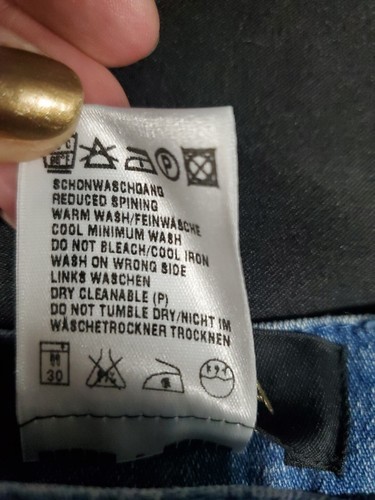 P
SCHONWASCHGANG
REDUCED SPINING
WARM WASH/FEINWÄSCHE
COOL MINIMUM WASH
DO NOT BLEACH/COOL IRON
WASH ON WRONG SIDE
LINKS WASCHEN
DRY CLEANABLE (P)
DO NOT TUMBLE DRY/NICHT IM
WÄSCHETROCKNER TROCKNEN
30